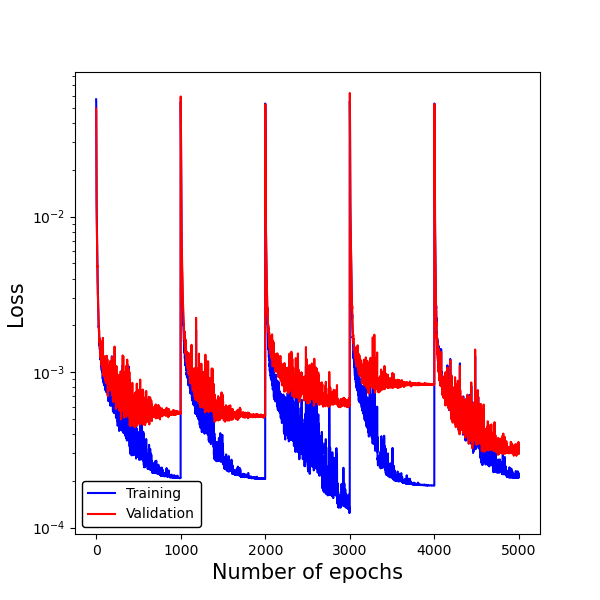 Loss
10⁻²
10⁻³
10⁻⁴
Training
Validation
0 1000 2000 3000 4000 5000
Number of epochs